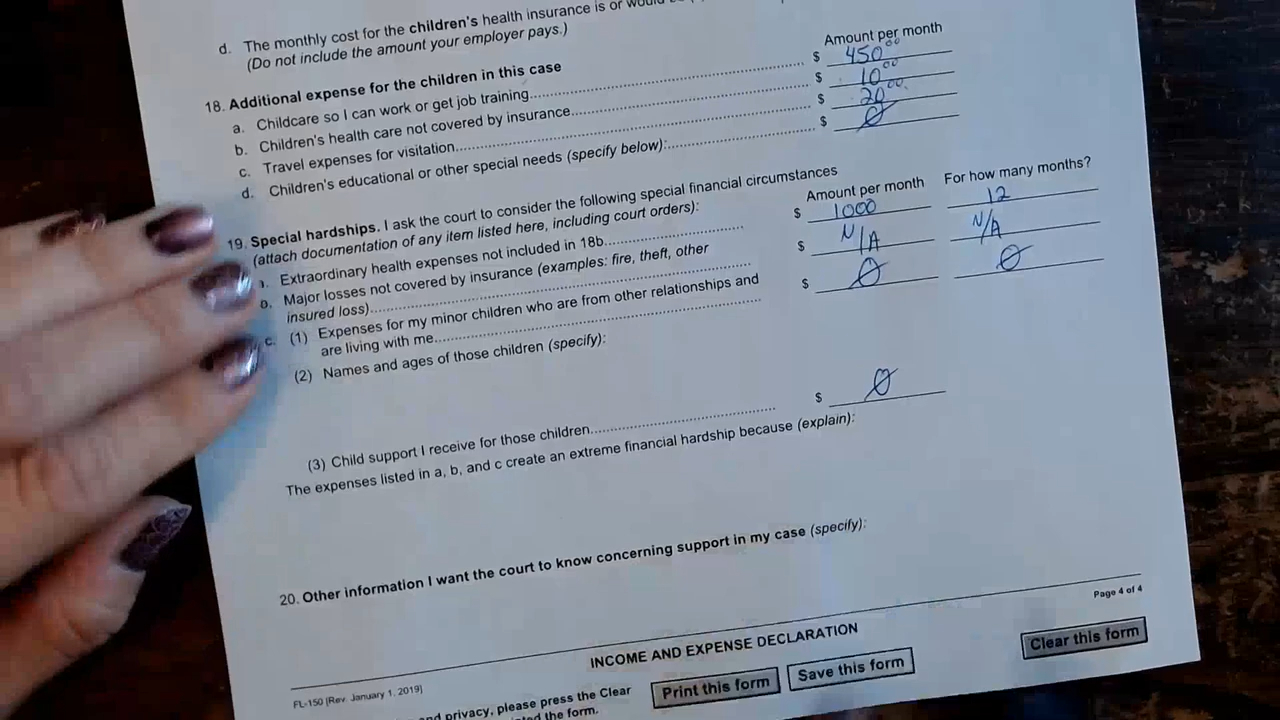 d. The monthly cost for the children's health insurance is or would be
(Do not include the amount your employer pays.)
Amount per month
18. Additional expense for the children in this case
a. Childcare so I can work or get job training........ $ 450.00
b. Children's health care not covered by insurance........ $ 10.00
c. Travel expenses for visitation........ $ 20.00
d. Children's educational or other special needs (specify below):........ $ Ø
19. Special hardships. I ask the court to consider the following special financial circumstances
(attach documentation of any item listed here, including court orders):
Amount per month For how many months?
Extraordinary health expenses not included in 18b........ $ 1000 12
Major losses not covered by insurance (examples: fire, theft, other
insured loss)........ $ N/A N/A
c. (1) Expenses for my minor children who are from other relationships and
are living with me........ $ Ø Ø
(2) Names and ages of those children (specify):
(3) Child support I receive for those children........ $ Ø
The expenses listed in a, b, and c create an extreme financial hardship because (explain):
20. Other information I want the court to know concerning support in my case (specify):
Page 4 of 4
INCOME AND EXPENSE DECLARATION
FL-150 [Rev. January 1, 2019]
and privacy, please press the Clear
the form.
Print this form
Save this form
Clear this form